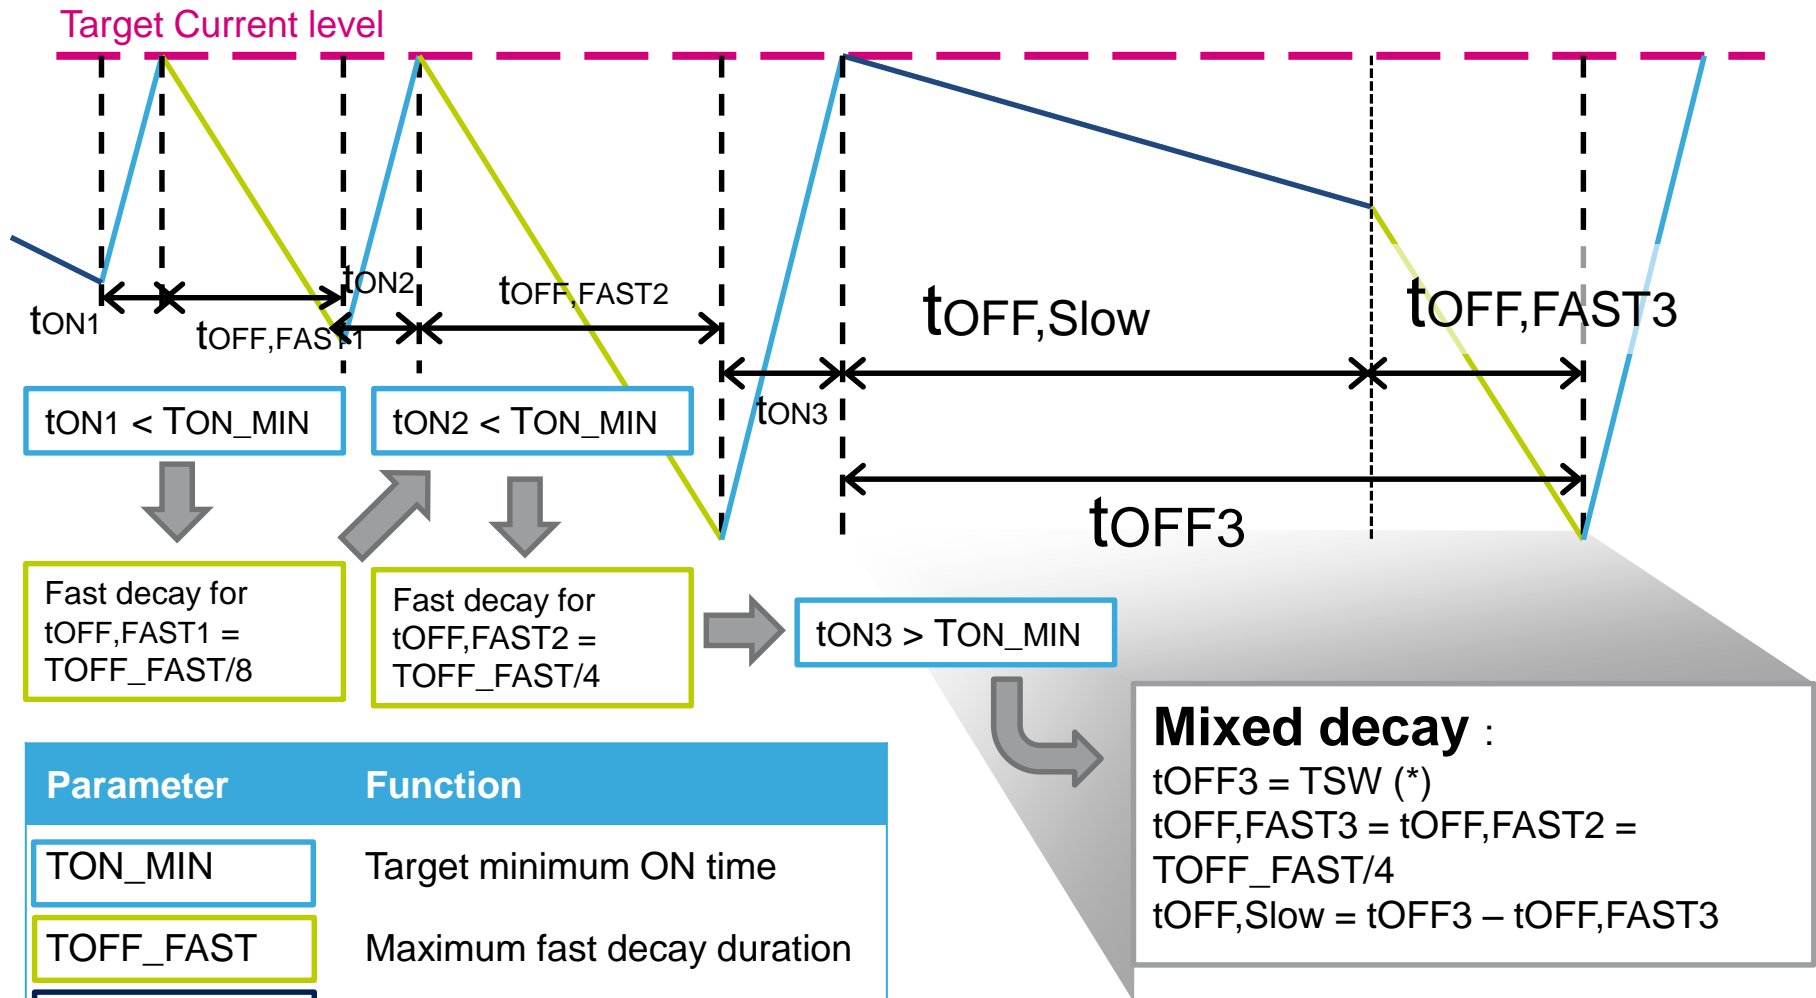 Target Current level
tON1
tOFF,FAST1
tON2
tOFF,FAST2
tON3
tOFF,Slow
tOFF,FAST3
tOFF3
tON1 < TON_MIN
tON2 < TON_MIN
Fast decay for
tOFF,FAST1 =
TOFF_FAST/8
Fast decay for
tOFF,FAST2 =
TOFF_FAST/4
tON3 > TON_MIN
Mixed decay :
tOFF3 = TSW (*)
tOFF,FAST3 = tOFF,FAST2 =
TOFF_FAST/4
tOFF,Slow = tOFF3 – tOFF,FAST3
Parameter Function
TON_MIN Target minimum ON time
TOFF_FAST Maximum fast decay duration